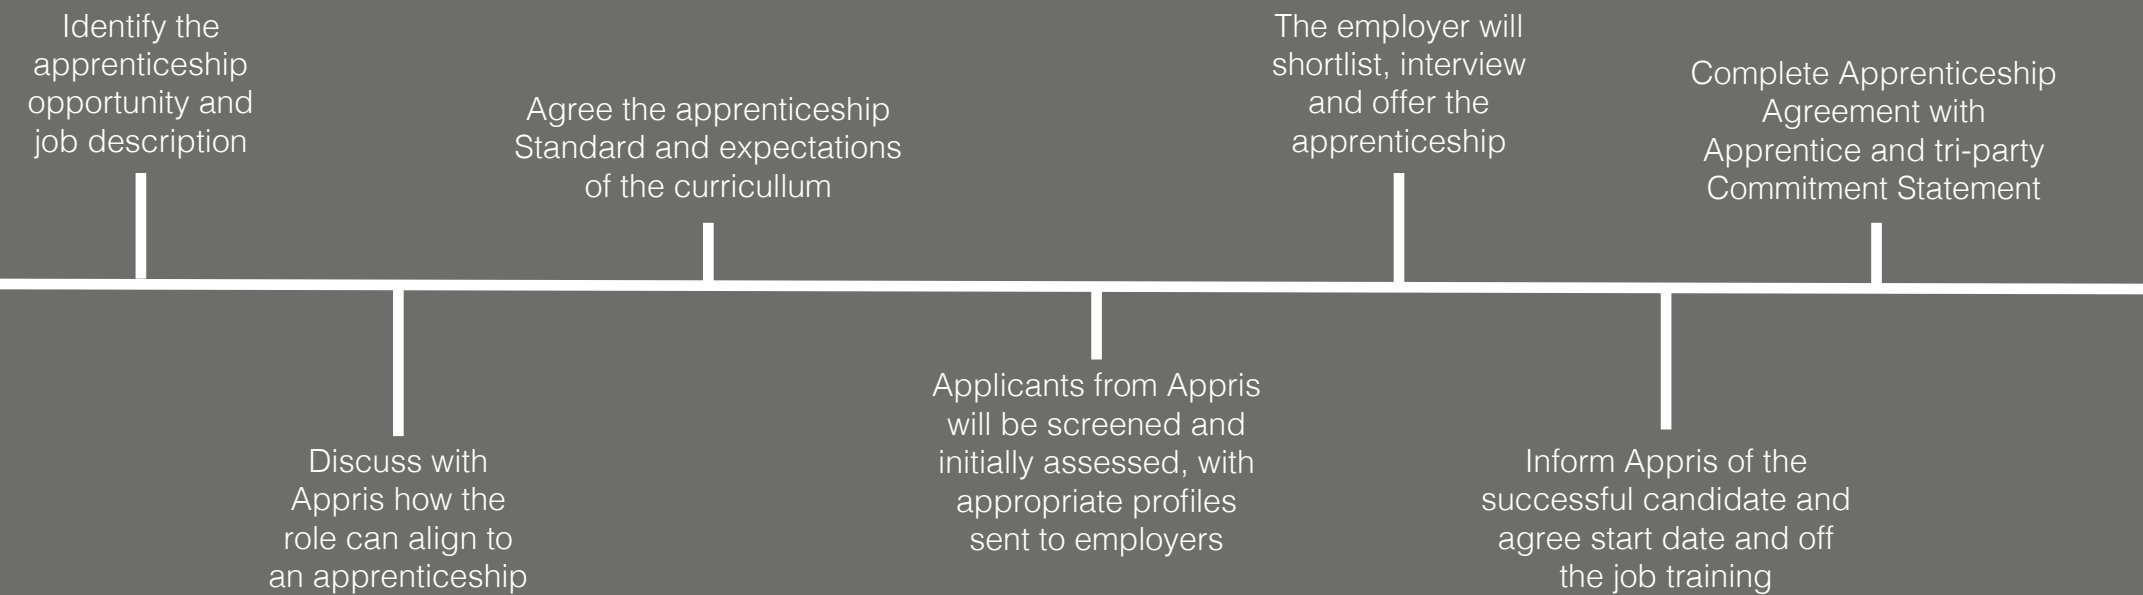 Identify the
apprenticeship
opportunity and
job description
Discuss with
Appris how the
role can align to
an apprenticeship
Agree the apprenticeship
Standard and expectations
of the curricullum
Applicants from Appris
will be screened and
initially assessed, with
appropriate profiles
sent to employers
The employer will
shortlist, interview
and offer the
apprenticeship
Inform Appris of the
successful candidate and
agree start date and off
the job training
Complete Apprenticeship
Agreement with
Apprentice and tri-party
Commitment Statement